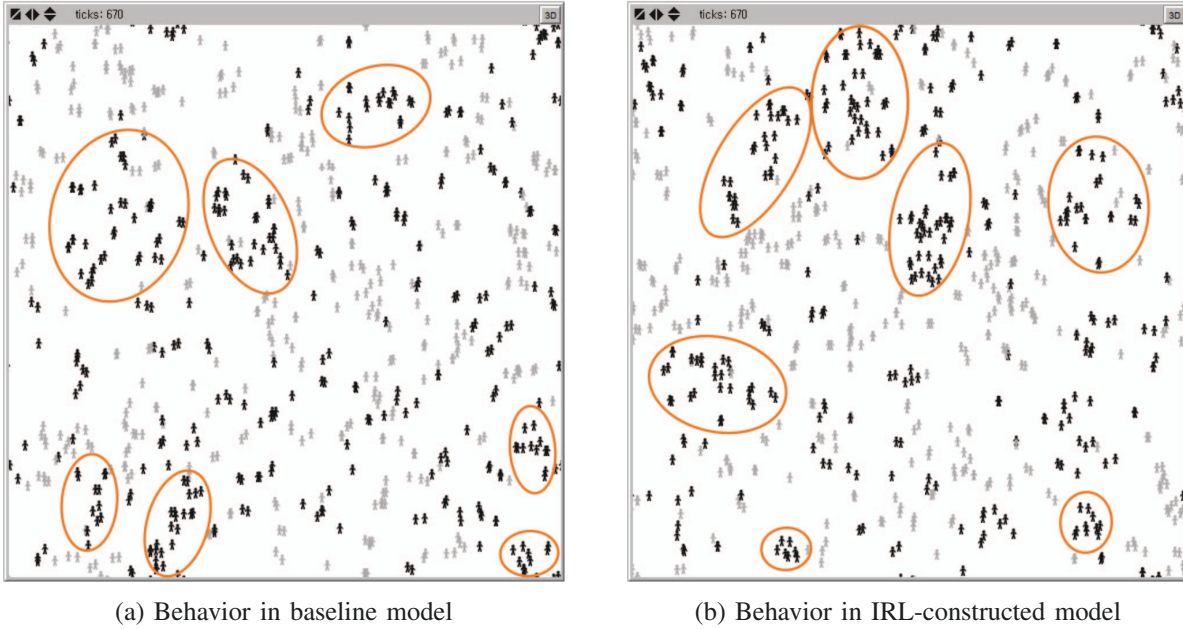 ticks: 670
3D
ticks: 670
3D
(a) Behavior in baseline model
(b) Behavior in IRL-constructed model